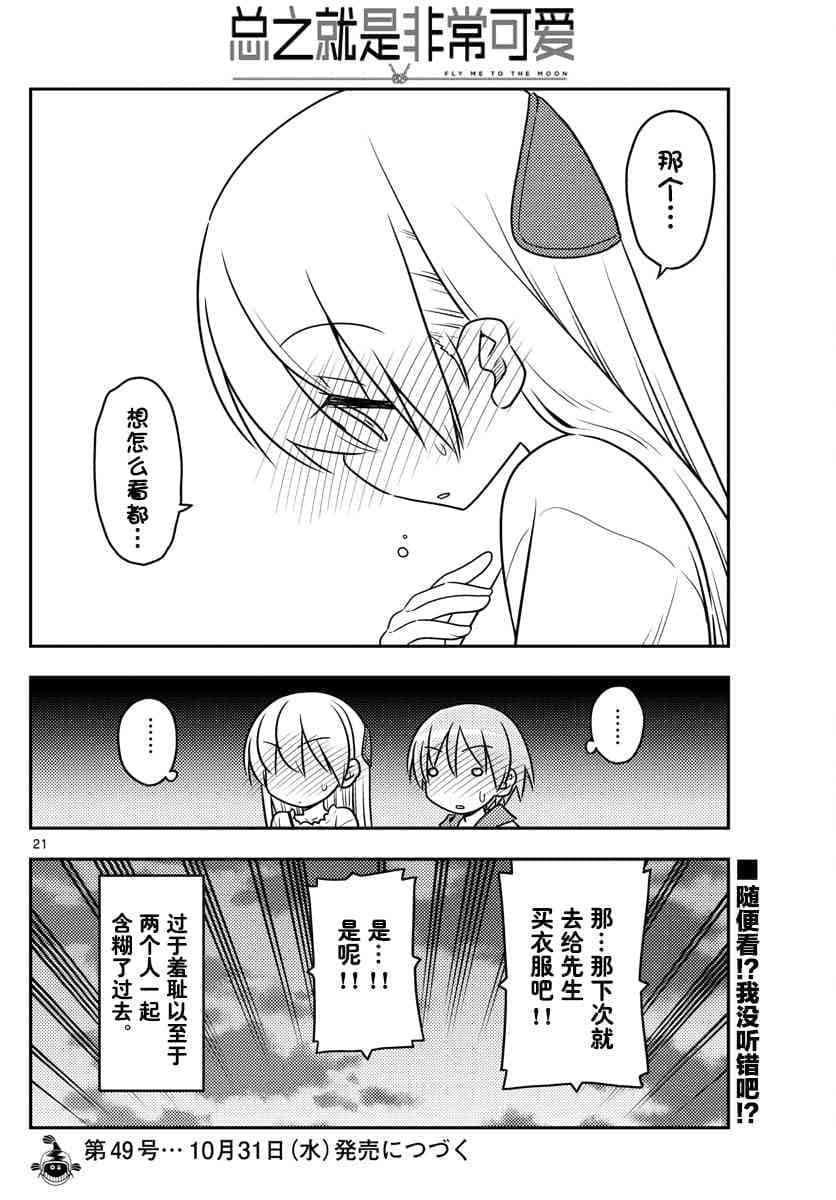 总之就是非常可爱
FLY ME TO THE MOON
那个…
想怎么看都…
……
……
21
那…那下次就
去给先生
买衣服吧!!
是…!!
是呢!!
过于羞耻以至于
两个人一起
含糊了过去。
■随便看!?我没听错吧!?
第49号…10月31日(水)発売につづく